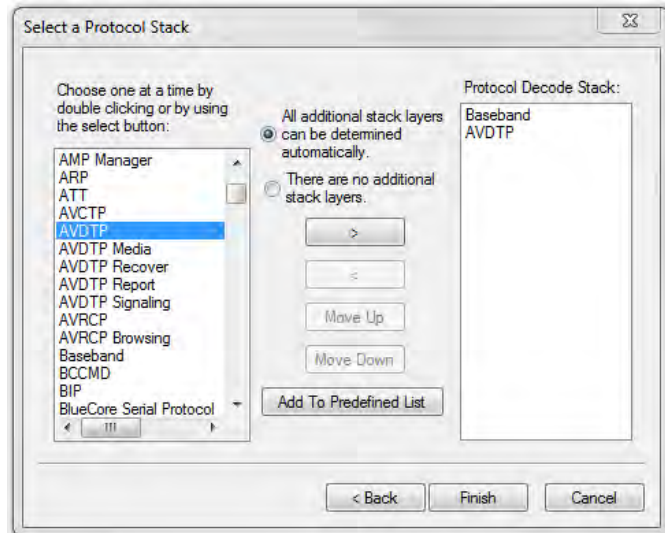 Select a Protocol Stack
Choose one at a time by
double clicking or by using
the select button:
AMP Manager
ARP
ATT
AVCTP
AVDTP
AVDTP Media
AVDTP Recover
AVDTP Report
AVDTP Signaling
AVRCP
AVRCP Browsing
Baseband
BCCMD
BIP
BlueCore Serial Protocol
All additional stack layers
can be determined
automatically.
There are no additional
stack layers.
>
<
Move Up
Move Down
Add To Predefined List
Protocol Decode Stack:
Baseband
AVDTP
< Back
Finish
Cancel